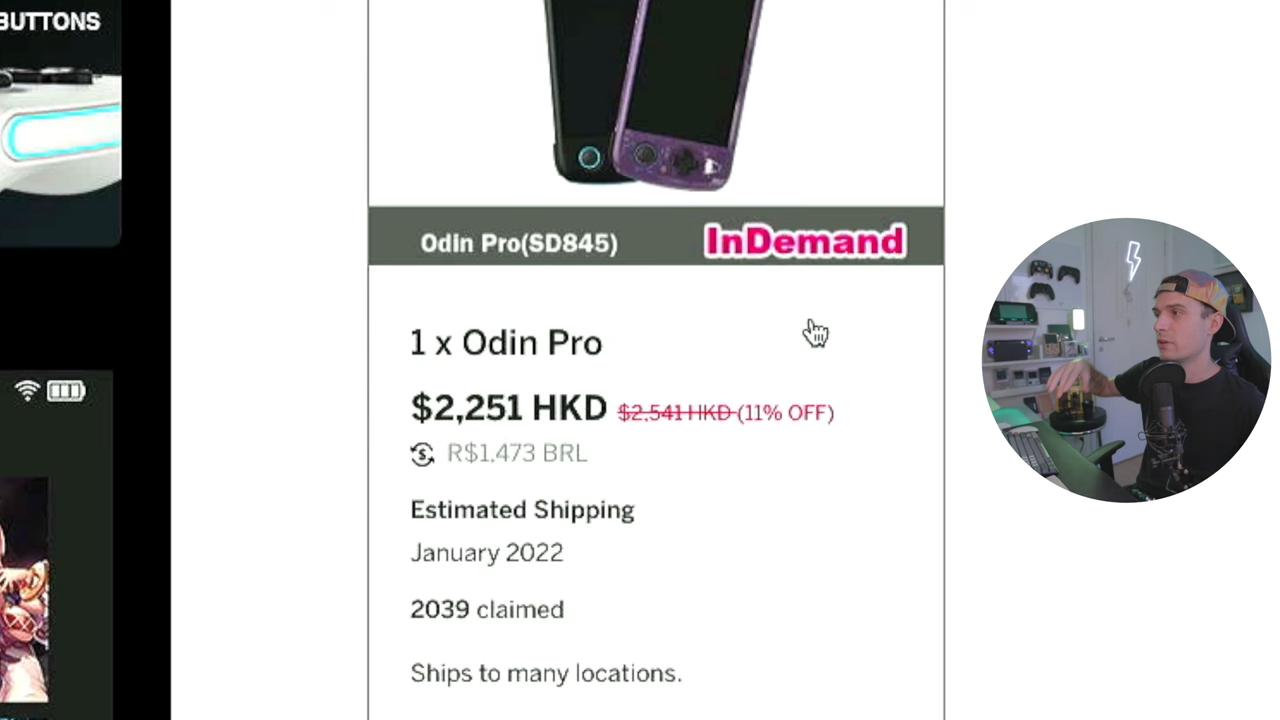 BUTTONS
Odin Pro(SD845)
InDemand
1 x Odin Pro
$2,251 HKD $2,541 HKD (11% OFF)
R$1,473 BRL
Estimated Shipping
January 2022
2039 claimed
Ships to many locations.